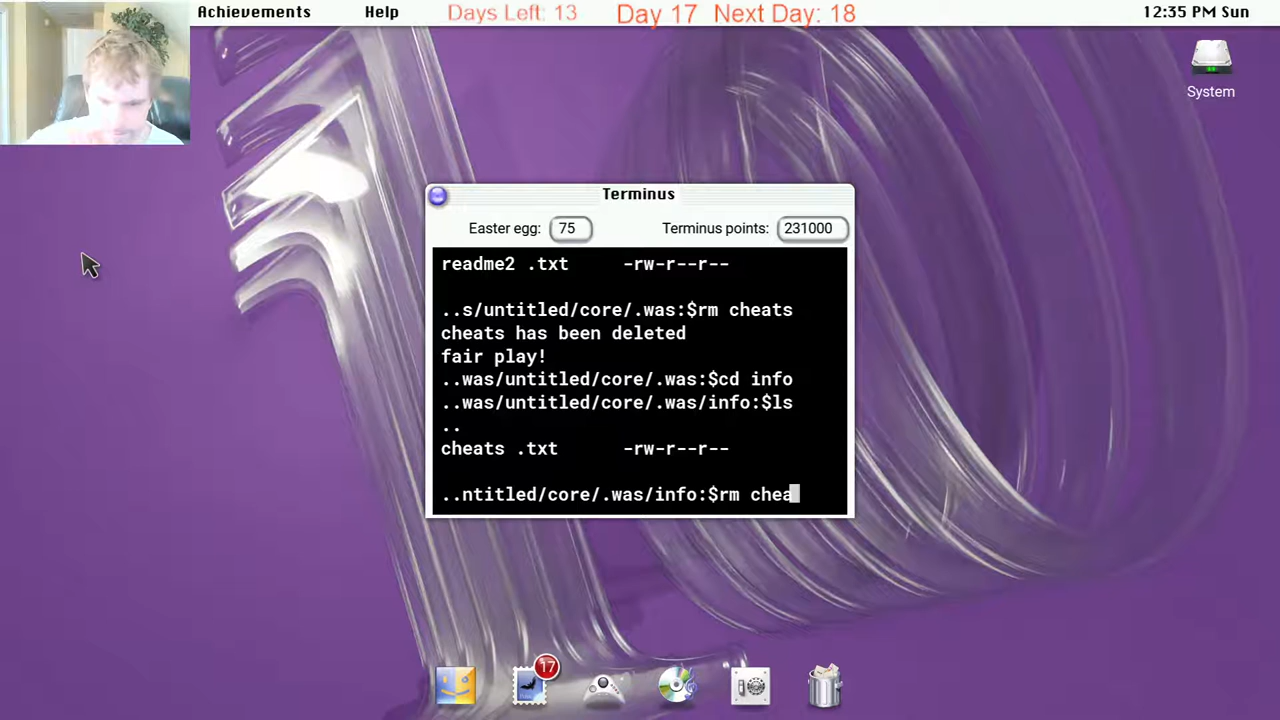 Achievements Help Days Left: 13 Day 17 Next Day: 18 12:35 PM Sun
System
Terminus
Easter egg: 75 Terminus points: 231000
readme2 .txt -rw-r--r--
..s/untitled/core/.was:$rm cheats
cheats has been deleted
fair play!
..was/untitled/core/.was:$cd info
..was/untitled/core/.was/info:$ls
..
cheats .txt -rw-r--r--
..ntitled/core/.was/info:$rm chea
17